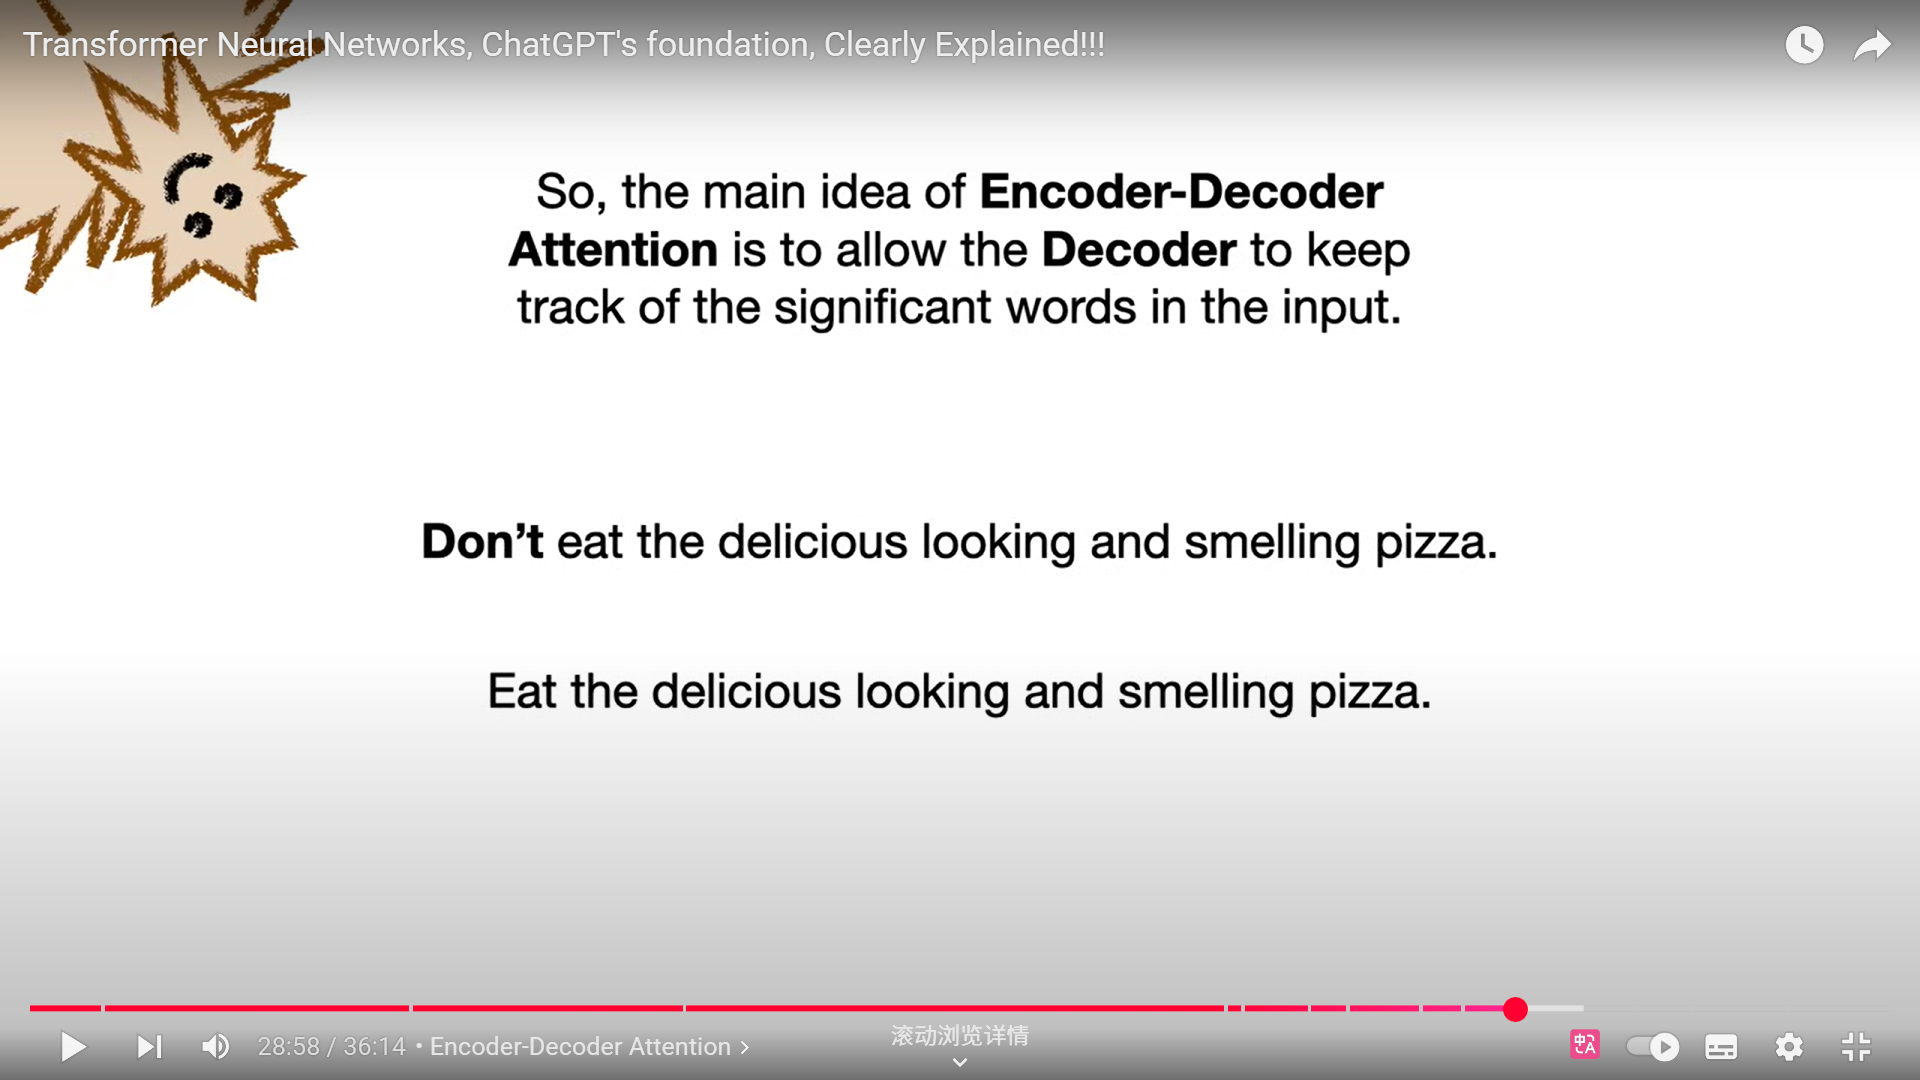 Transformer Neural Networks, ChatGPT's foundation, Clearly Explained!!!
So, the main idea of Encoder-Decoder
Attention is to allow the Decoder to keep
track of the significant words in the input.
Don’t eat the delicious looking and smelling pizza.
Eat the delicious looking and smelling pizza.
28:58 / 36:14 • Encoder-Decoder Attention
滚动浏览详情
中 A